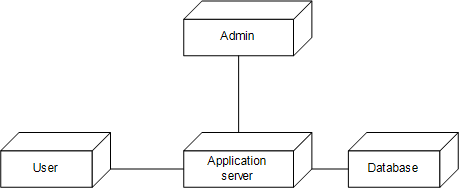 Admin
User
Application
server
Database